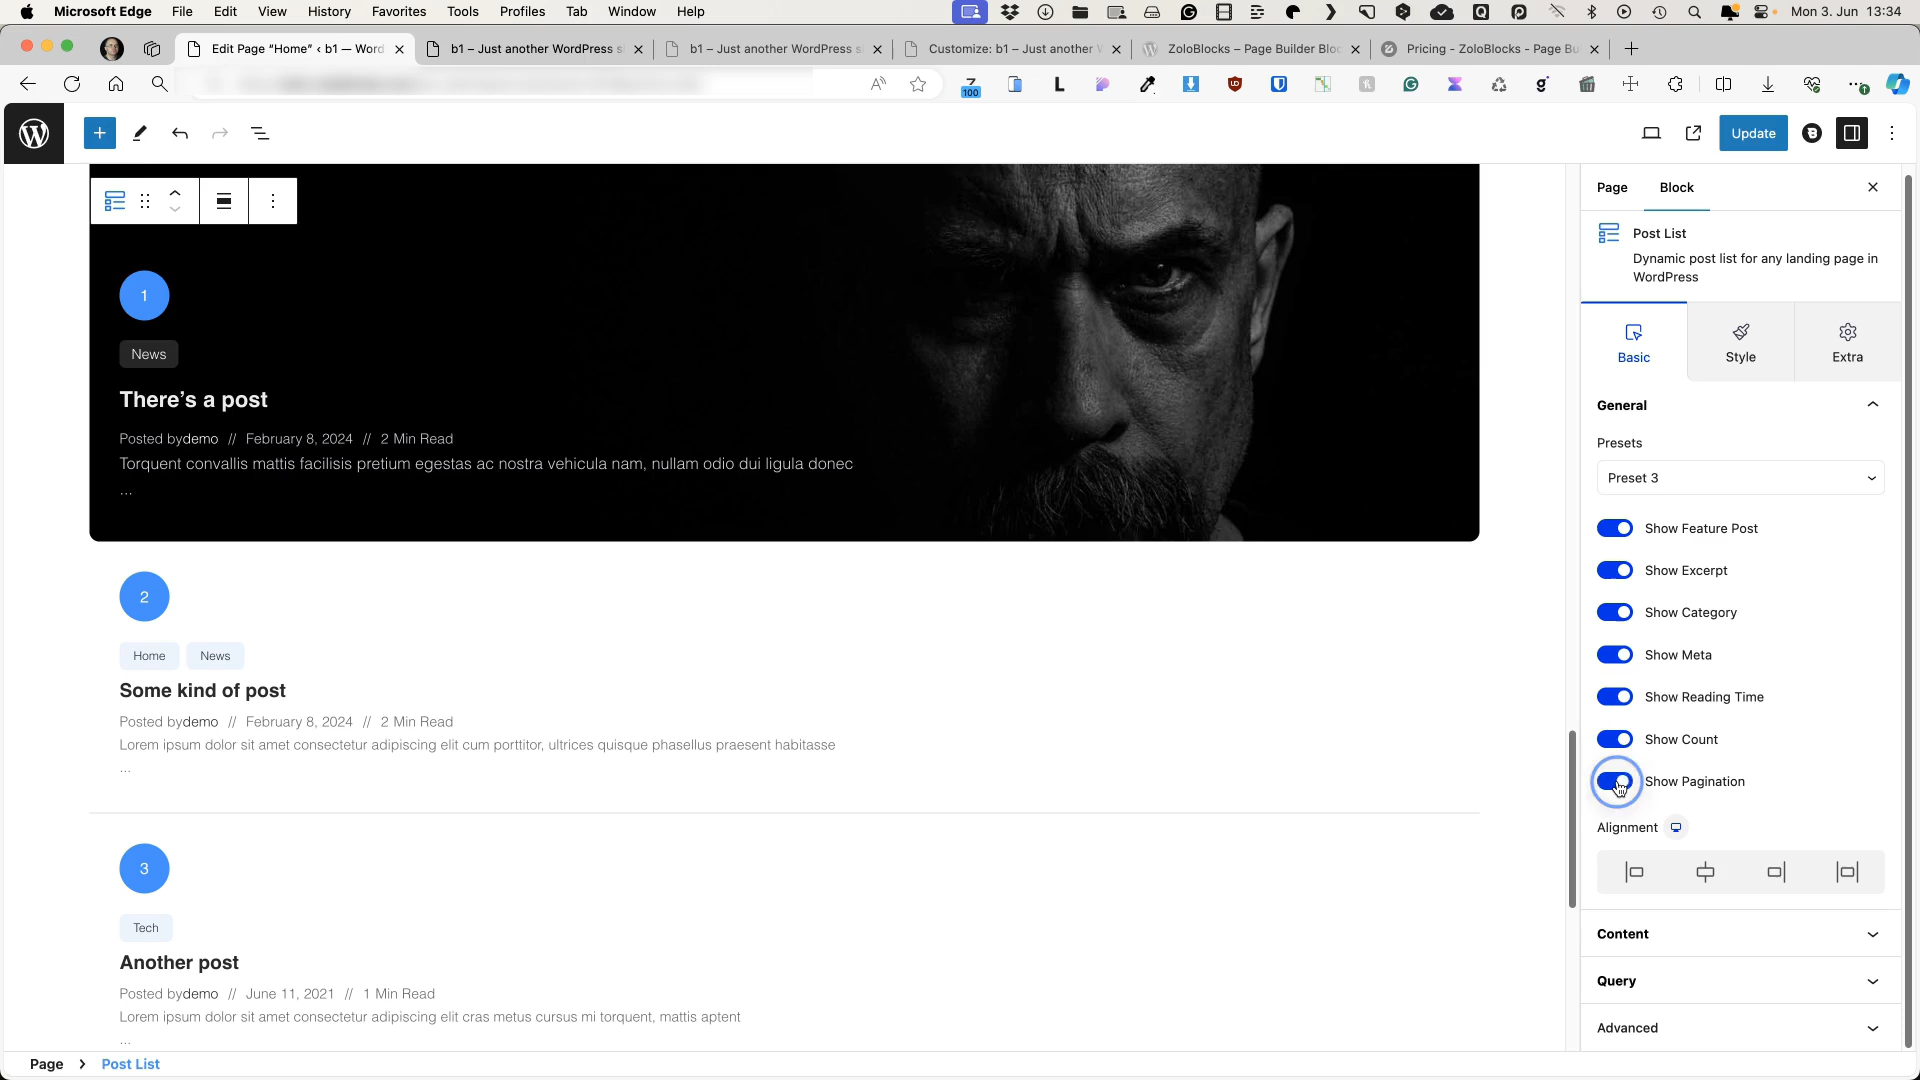 Microsoft Edge File Edit View History Favorites Tools Profiles Tab Window Help Mon 3. Jun 13:34
Edit Page “Home” ‹ b1 — Word b1 – Just another WordPress s b1 – Just another WordPress s Customize: b1 – Just another W ZoloBlocks – Page Builder Bloc Pricing - ZoloBlocks - Page Bu
100
Update
Page Block
Post List
Dynamic post list for any landing page in
WordPress
Basic Style Extra
General
Presets
Preset 3
Show Feature Post
Show Excerpt
Show Category
Show Meta
Show Reading Time
Show Count
Show Pagination
Alignment
Content
Query
Advanced
1
News
There’s a post
Posted bydemo // February 8, 2024 // 2 Min Read
Torquent convallis mattis facilisis pretium egestas ac nostra vehicula nam, nullam odio dui ligula donec
...
2
Home News
Some kind of post
Posted bydemo // February 8, 2024 // 2 Min Read
Lorem ipsum dolor sit amet consectetur adipiscing elit cum porttitor, ultrices quisque phasellus praesent habitasse
...
3
Tech
Another post
Posted bydemo // June 11, 2021 // 1 Min Read
Lorem ipsum dolor sit amet consectetur adipiscing elit cras metus cursus mi torquent, mattis aptent
...
Page Post List